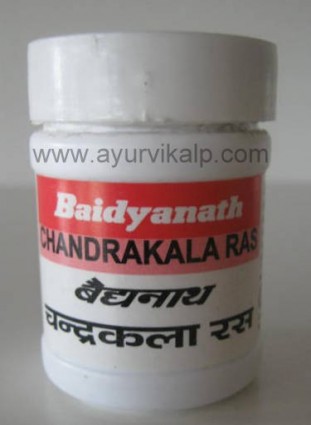 www.ayurvikalp.com
Baidyanath
CHANDRAKALA RAS
बैद्यनाथ
चन्द्रकला रस